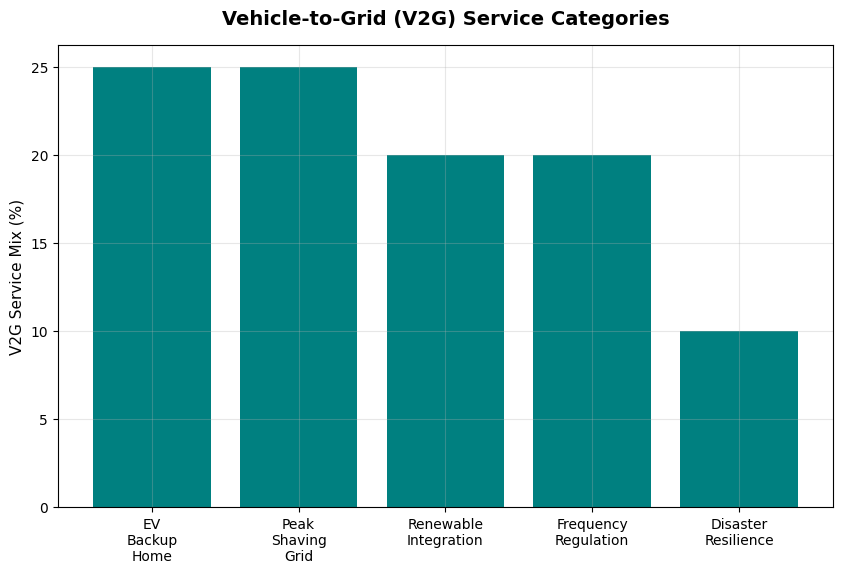 Vehicle-to-Grid (V2G) Service Categories
V2G Service Mix (%)
25
20
15
10
5
0
EV
Backup
Home
Peak
Shaving
Grid
Renewable
Integration
Frequency
Regulation
Disaster
Resilience